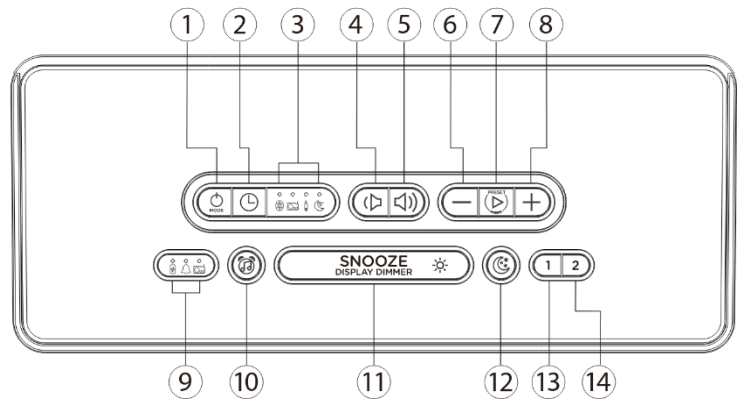 1 2 3 4 5 6 7 8
MODE
PRESET
SNOOZE
DISPLAY DIMMER
1 2
9 10 11 12 13 14